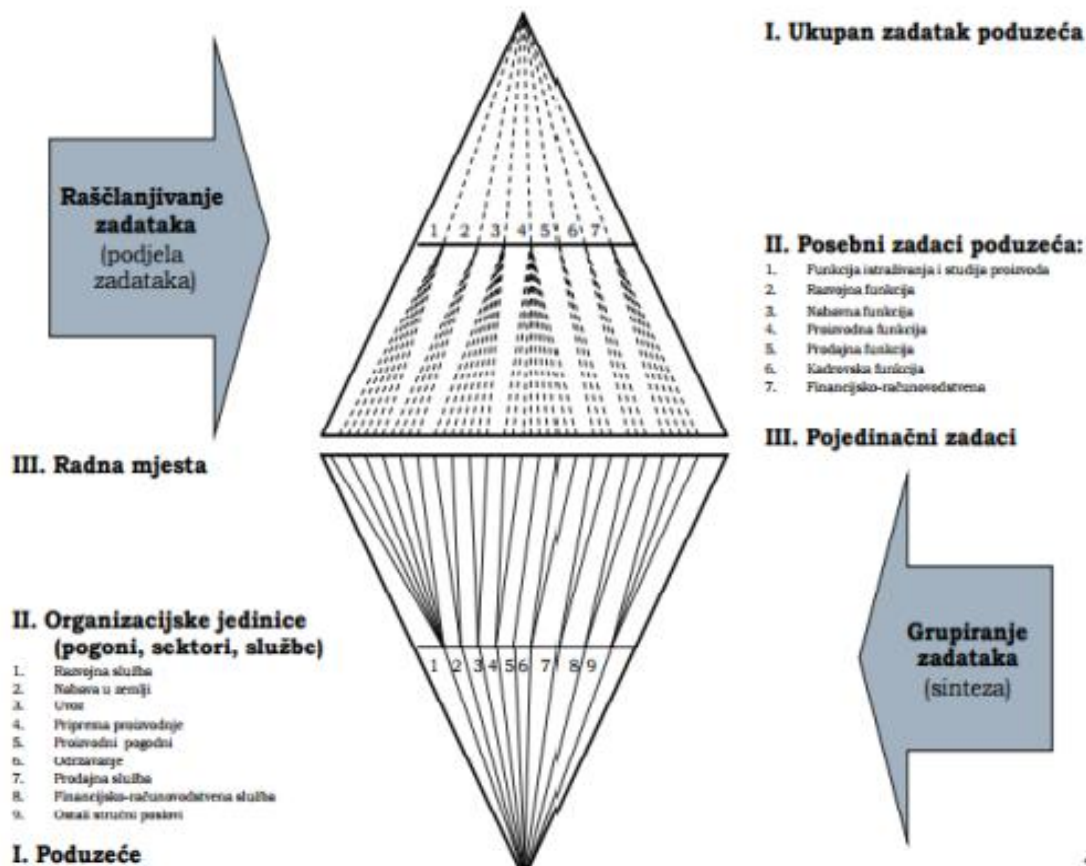 I. Ukupan zadatak poduzeća
Raščlanjivanje
zadataka
(podjela
zadataka)
1 2 3 4 5 6 7
II. Posebni zadaci poduzeća:
1. Funkcija istraživanja i studija proizvoda
2. Razvojna funkcija
3. Nabavna funkcija
4. Proizvodna funkcija
5. Prodajna funkcija
6. Kadrovska funkcija
7. Financijsko-računovodstvena
III. Pojedinačni zadaci
III. Radna mjesta
II. Organizacijske jedinice
(pogoni, sektori, službe)
1. Razvojna služba
2. Nabava u zemlji
3. Uvoz
4. Priprema proizvodnje
5. Proizvodni pogodni
6. Održavanje
7. Prodajna služba
8. Financijsko-računovodstvena služba
9. Ostali stručni poslovi
1 2 3 4 5 6 7 8 9
Grupiranje
zadataka
(sinteza)
I. Poduzeće